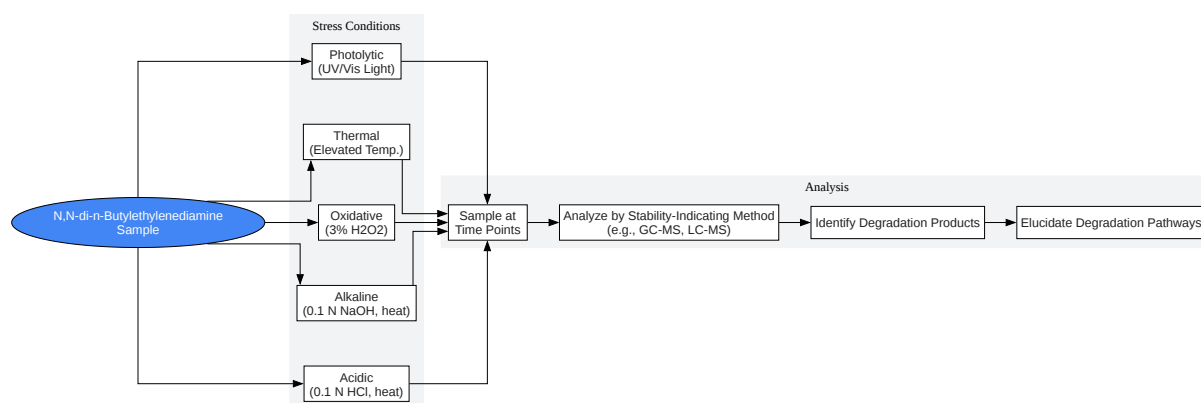 Stress Conditions
Photolytic
(UV/Vis Light)
Thermal
(Elevated Temp.)
Analysis
N,N-di-n-Butylethylenediamine
Sample
Oxidative
(3% H2O2)
Sample at
Time Points
Analyze by Stability-Indicating Method
(e.g., GC-MS, LC-MS)
Identify Degradation Products
Elucidate Degradation Pathways
Alkaline
(0.1 N NaOH, heat)
Acidic
(0.1 N HCl, heat)